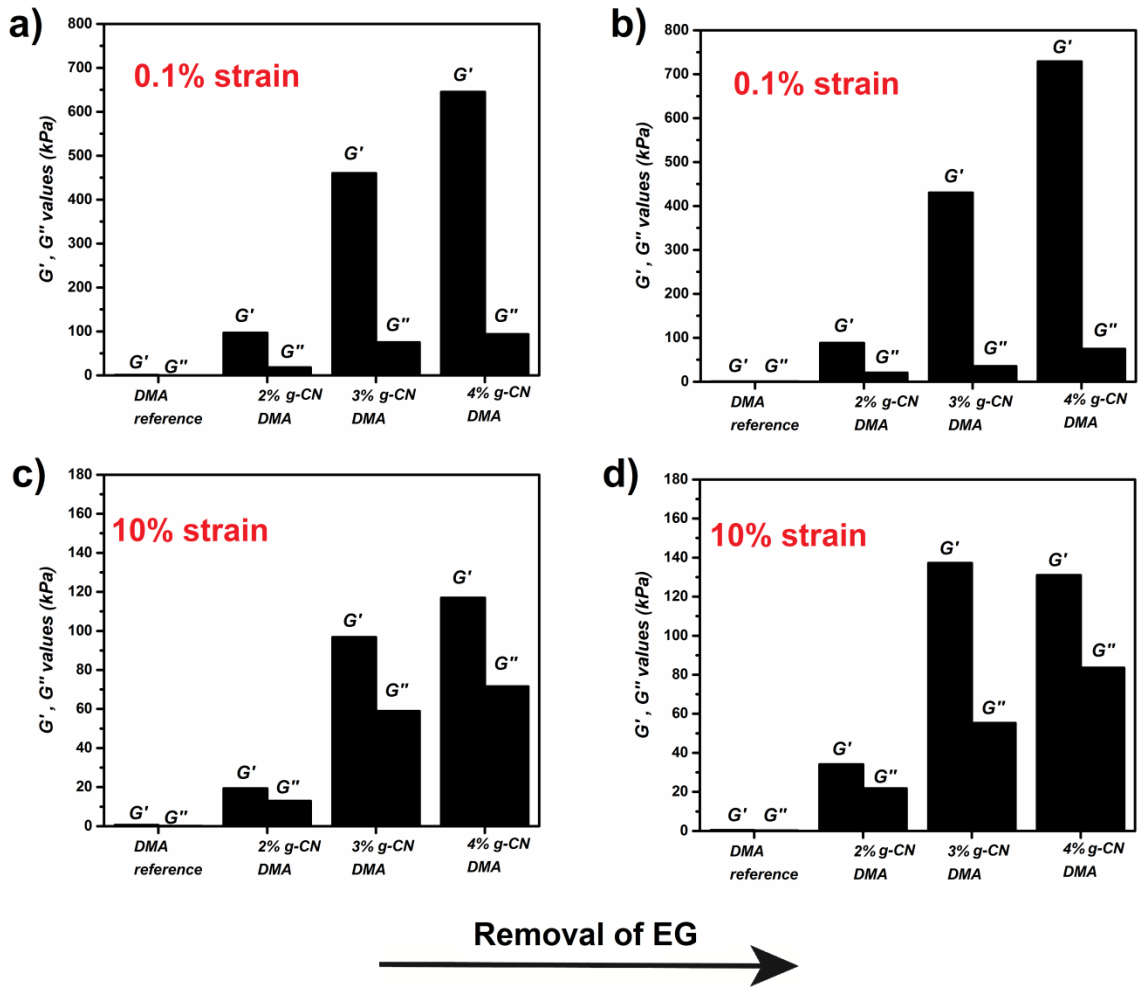 a)
0.1% strain
G' , G'' values (kPa)
800
700
600
500
400
300
200
100
0
G' G''
G' G''
G' G''
G' G''
DMA reference
2% g-CN DMA
3% g-CN DMA
4% g-CN DMA
b)
0.1% strain
G' , G'' values (kPa)
800
700
600
500
400
300
200
100
0
G' G''
G' G''
G' G''
G' G''
DMA reference
2% g-CN DMA
3% g-CN DMA
4% g-CN DMA
c)
10% strain
G' , G'' values (kPa)
180
160
140
120
100
80
60
40
20
0
G' G''
G' G''
G' G''
G' G''
DMA reference
2% g-CN DMA
3% g-CN DMA
4% g-CN DMA
d)
10% strain
G' , G'' values (kPa)
180
160
140
120
100
80
60
40
20
0
G' G''
G' G''
G' G''
G' G''
DMA reference
2% g-CN DMA
3% g-CN DMA
4% g-CN DMA
Removal of EG